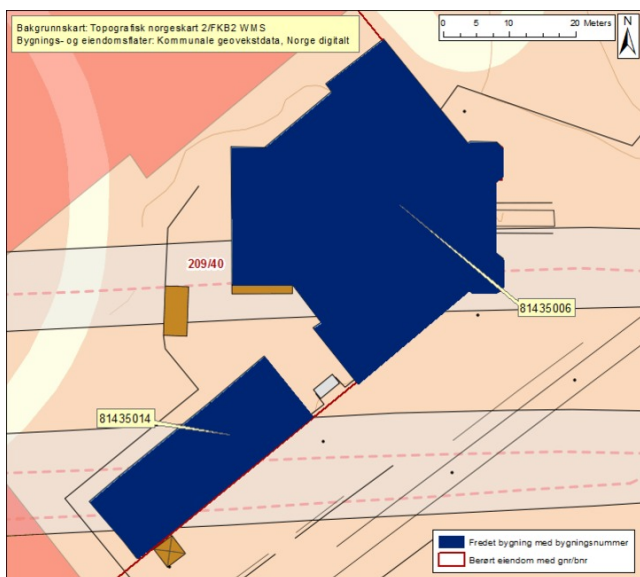 Bakgrunnskart: Topografisk norgeskart 2/FKB2 WMS
Bygnings- og eiendomsflater: Kommunale geovekstdata, Norge digitalt
0 5 10 20 Meters
N
209/40
81435006
81435014
Fredet bygning med bygningsnummer
Berørt eiendom med gnr/bnr